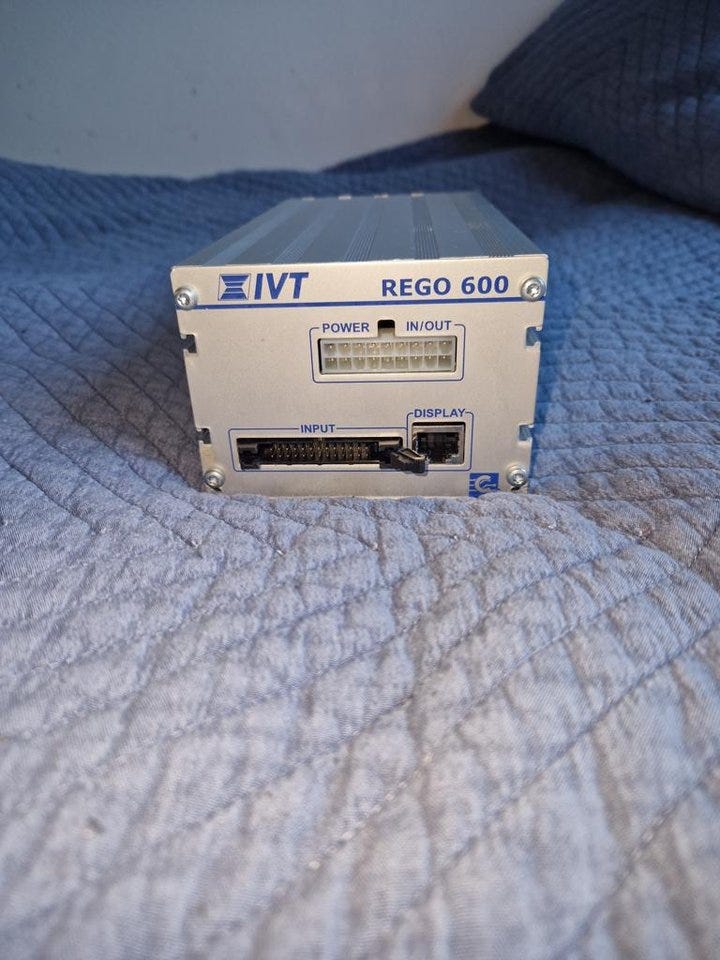 IVT REGO 600
POWER IN/OUT
DISPLAY
INPUT